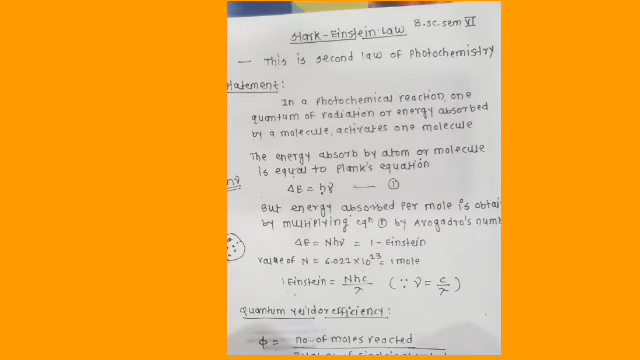 Stark-Einstein Law
B.sc. sem VI
— This is second law of Photochemistry
statement:
In a Photochemical reaction, one
quantum of radiation or energy absorbed
by a molecule, activates one molecule
The energy absorb by atom or molecule
is equal to Plank's equation
ΔE = hν — ①
But energy absorbed per mole is obtai
by multiplying eqn ① by Avogadro's numb
ΔE = Nhν = 1 - Einstein
value of N = 6.022 × 10²³ = 1 mole
1 Einstein = Nhc/λ (∵ ν = c/λ)
Quantum Yeild or efficiency:
ϕ = no. of moles reacted